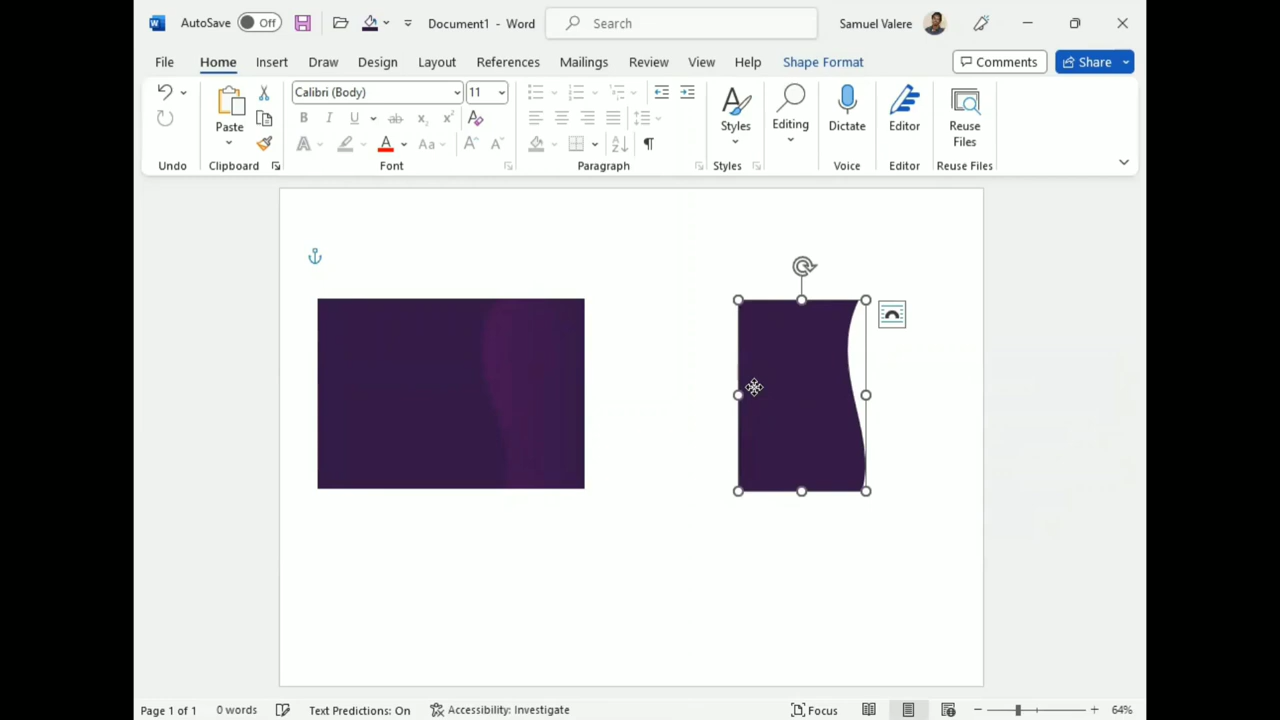 AutoSave Off Document1 - Word Search Samuel Valere
File Home Insert Draw Design Layout References Mailings Review View Help Shape Format Comments Share
Calibri (Body) 11
Paste Styles Editing Dictate Editor Reuse Files
Undo Clipboard Font Paragraph Styles Voice Editor Reuse Files
Page 1 of 1 0 words Text Predictions: On Accessibility: Investigate Focus 64%